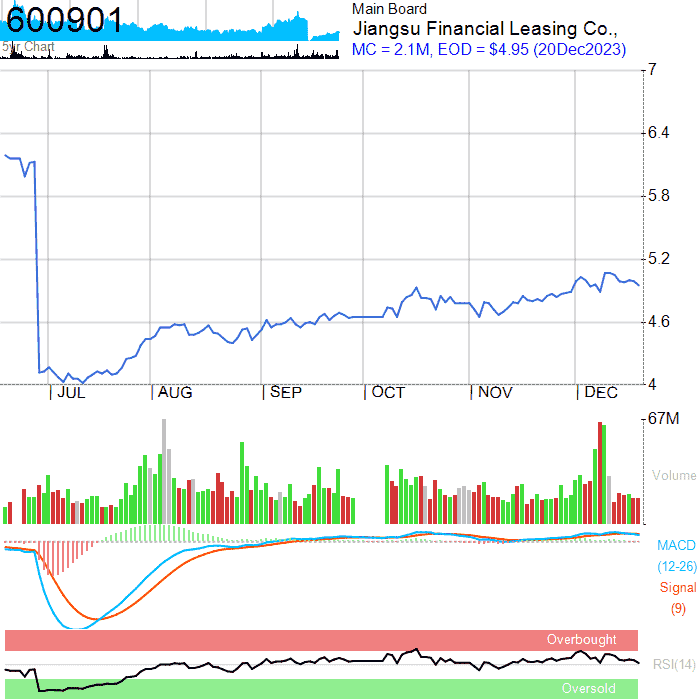 600901
5yr Chart
Main Board
Jiangsu Financial Leasing Co.,
MC = 2.1M, EOD = $4.95 (20Dec2023)
7
6.4
5.8
5.2
4.6
4
JUL AUG SEP OCT NOV DEC
67M
Volume
MACD
(12-26)
Signal
(9)
Overbought
RSI(14)
Oversold